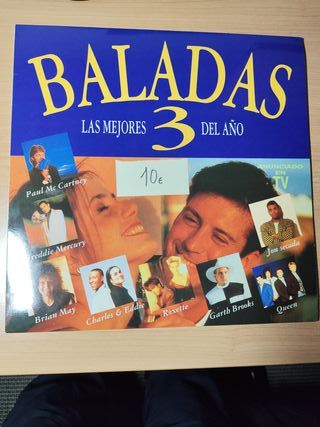 BALADAS
LAS MEJORES 3 DEL AÑO
10€
ANUNCIADO
EN
TV
Paul Mc Cartney
Freddie Mercury
Jon secada
Brian May
Charles & Eddie
Roxette
Garth Brooks
Queen